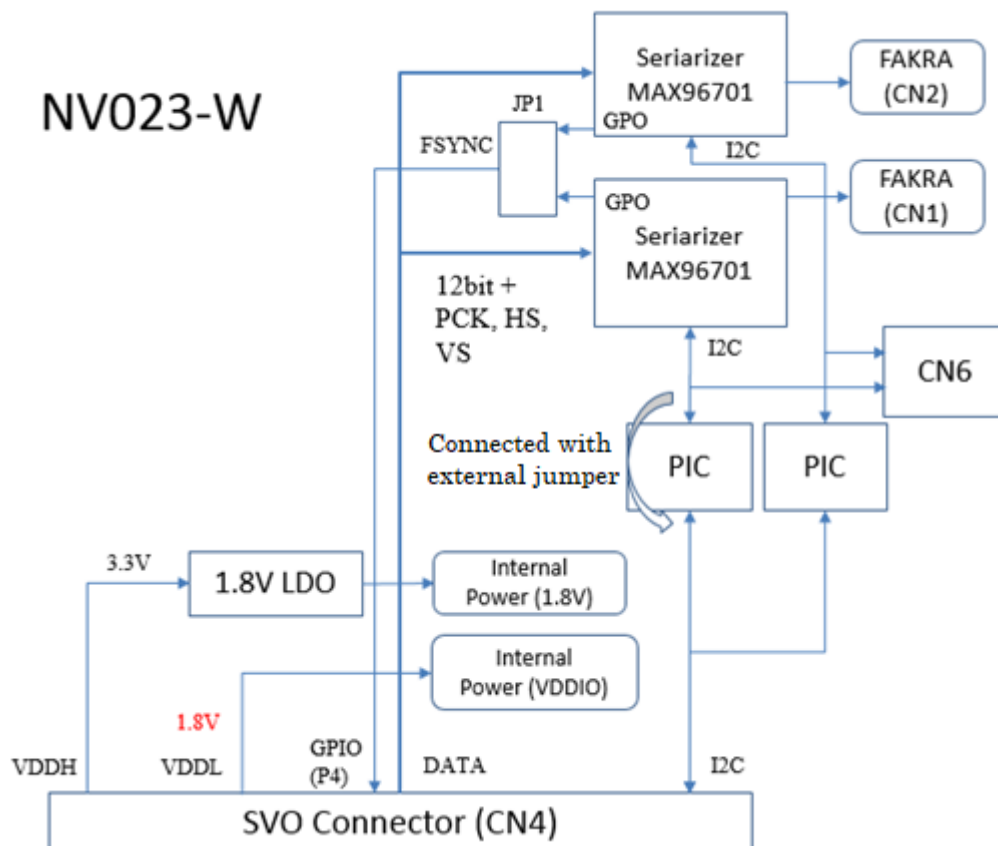 NV023-W
Seriarizer
MAX96701
GPO
FAKRA
(CN2)
JP1
FSYNC
I2C
FAKRA
(CN1)
GPO
Seriarizer
MAX96701
12bit +
PCK, HS,
VS
I2C
CN6
Connected with
external jumper
PIC
PIC
3.3V
1.8V LDO
Internal
Power (1.8V)
Internal
Power (VDDIO)
1.8V
VDDH
VDDL
GPIO
(P4)
DATA
I2C
SVO Connector (CN4)